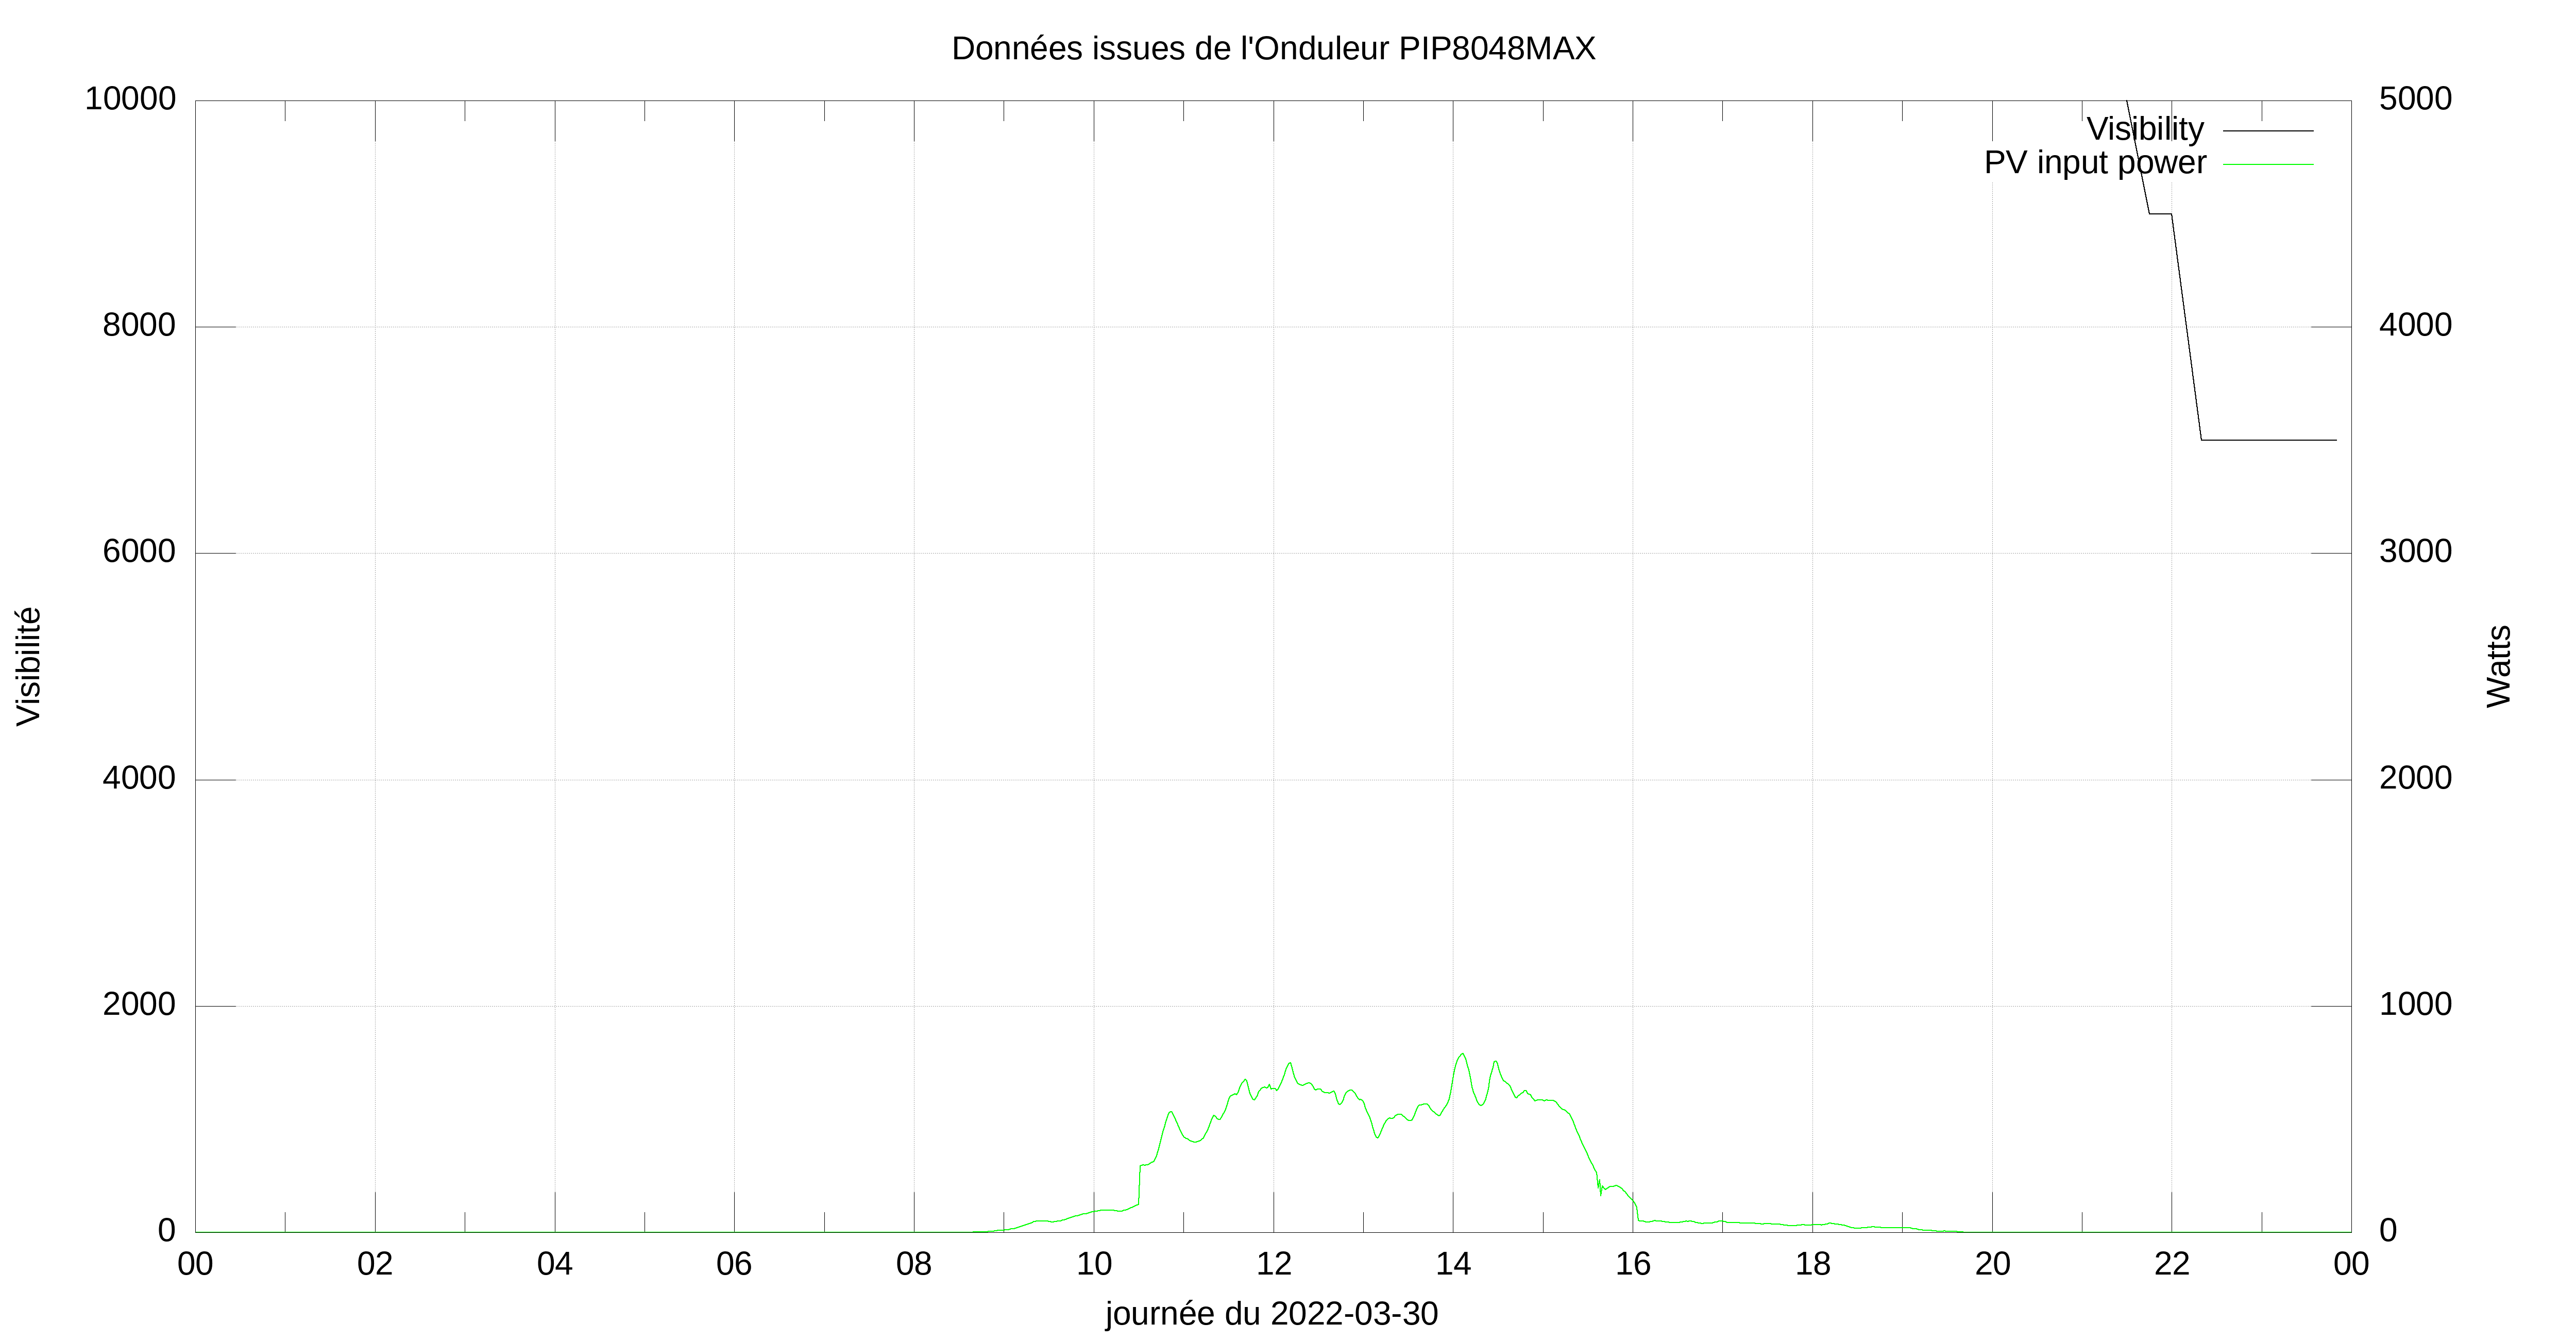 Données issues de l'Onduleur PIP8048MAX
10000
8000
6000
4000
2000
0
Visibilité
5000
4000
3000
2000
1000
0
Watts
Visibility
PV input power
00 02 04 06 08 10 12 14 16 18 20 22 00
journée du 2022-03-30